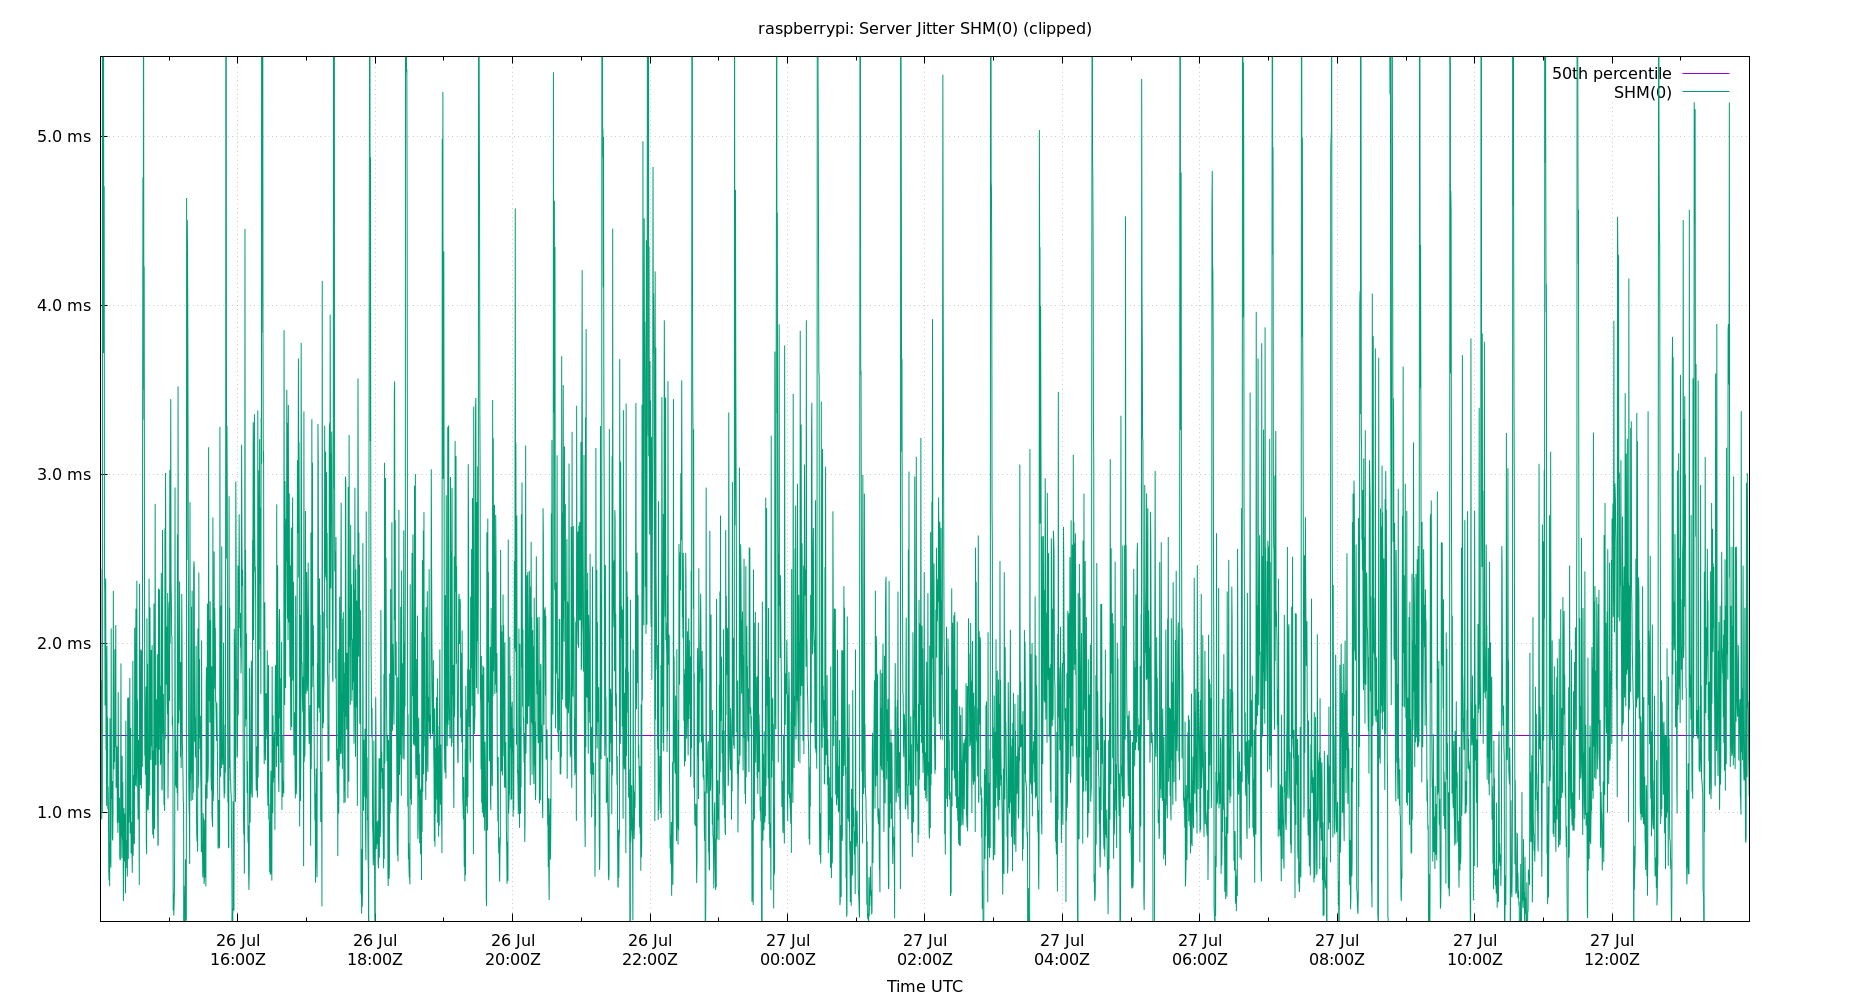 raspberrypi: Server Jitter SHM(0) (clipped)
50th percentile
SHM(0)
5.0 ms
4.0 ms
3.0 ms
2.0 ms
1.0 ms
26 Jul 26 Jul 26 Jul 26 Jul 27 Jul 27 Jul 27 Jul 27 Jul 27 Jul 27 Jul 27 Jul
16:00Z 18:00Z 20:00Z 22:00Z 00:00Z 02:00Z 04:00Z 06:00Z 08:00Z 10:00Z 12:00Z
Time UTC